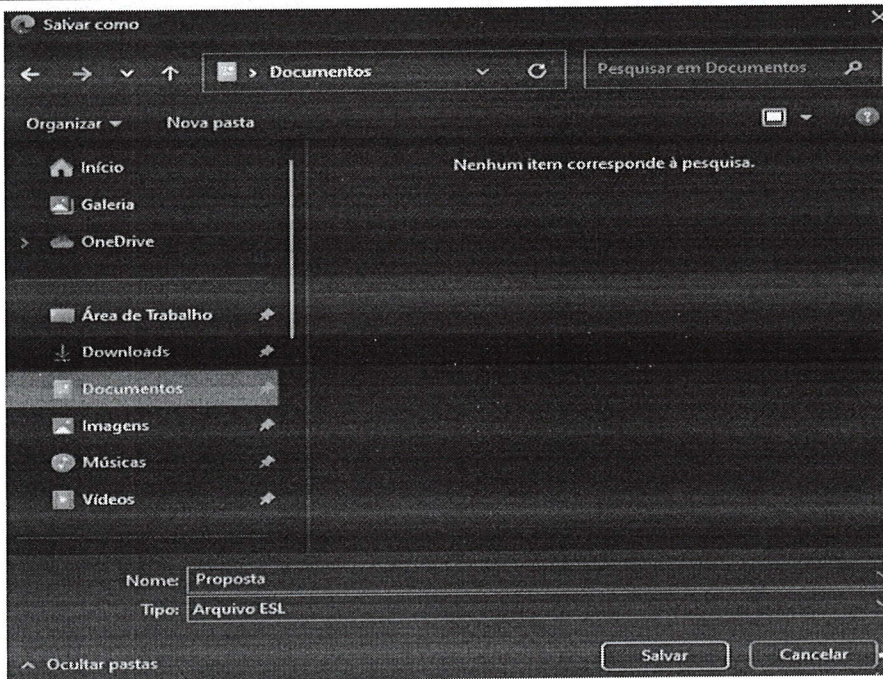 Salvar como
Documentos
Pesquisar em Documentos
Organizar
Nova pasta
Nenhum item corresponde à pesquisa.
Início
Galeria
OneDrive
Área de Trabalho
Downloads
Documentos
Imagens
Músicas
Vídeos
Nome: Proposta
Tipo: Arquivo ESL
Ocultar pastas
Salvar
Cancelar